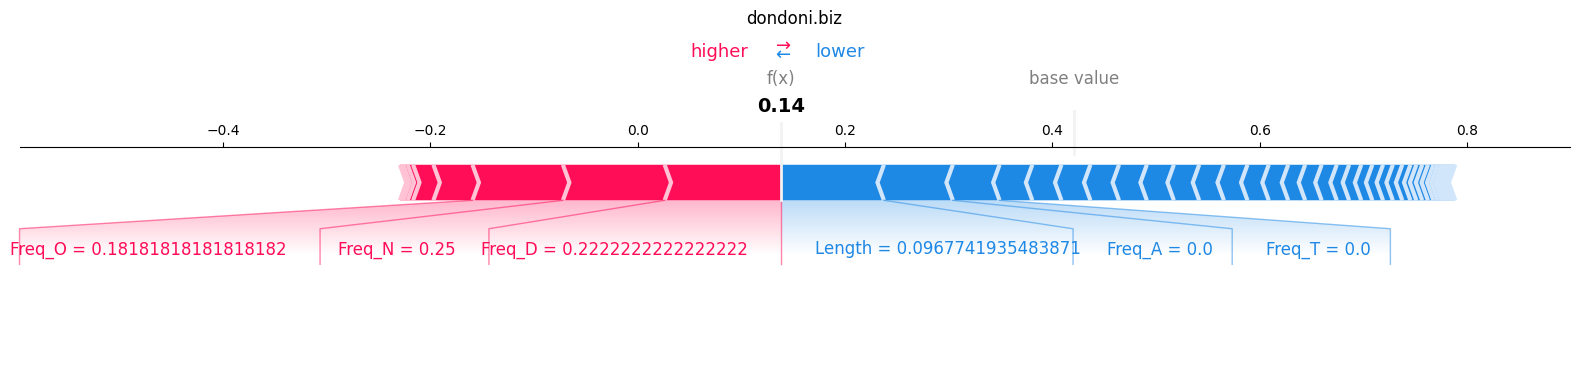 dondoni.biz
higher ⇄ lower
f(x) base value
0.14
−0.4 −0.2 0.0 0.2 0.4 0.6 0.8
Freq_O = 0.18181818181818182 Freq_N = 0.25 Freq_D = 0.2222222222222222 Length = 0.0967741935483871 Freq_A = 0.0 Freq_T = 0.0